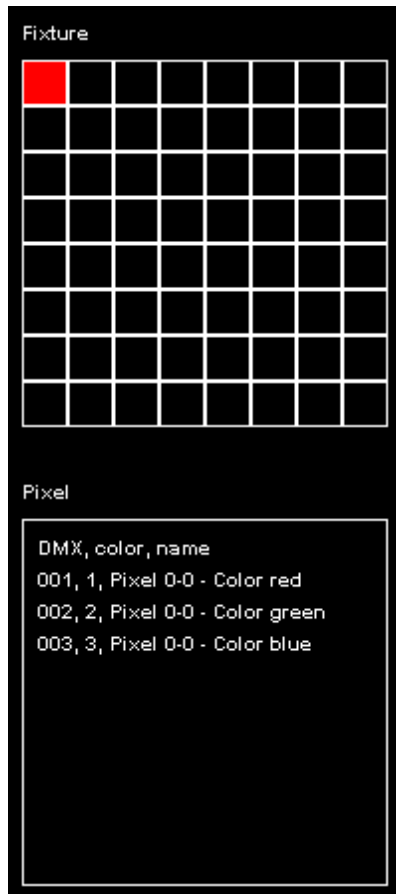 Fixture
Pixel
DMX, color, name
001, 1, Pixel 0-0 - Color red
002, 2, Pixel 0-0 - Color green
003, 3, Pixel 0-0 - Color blue